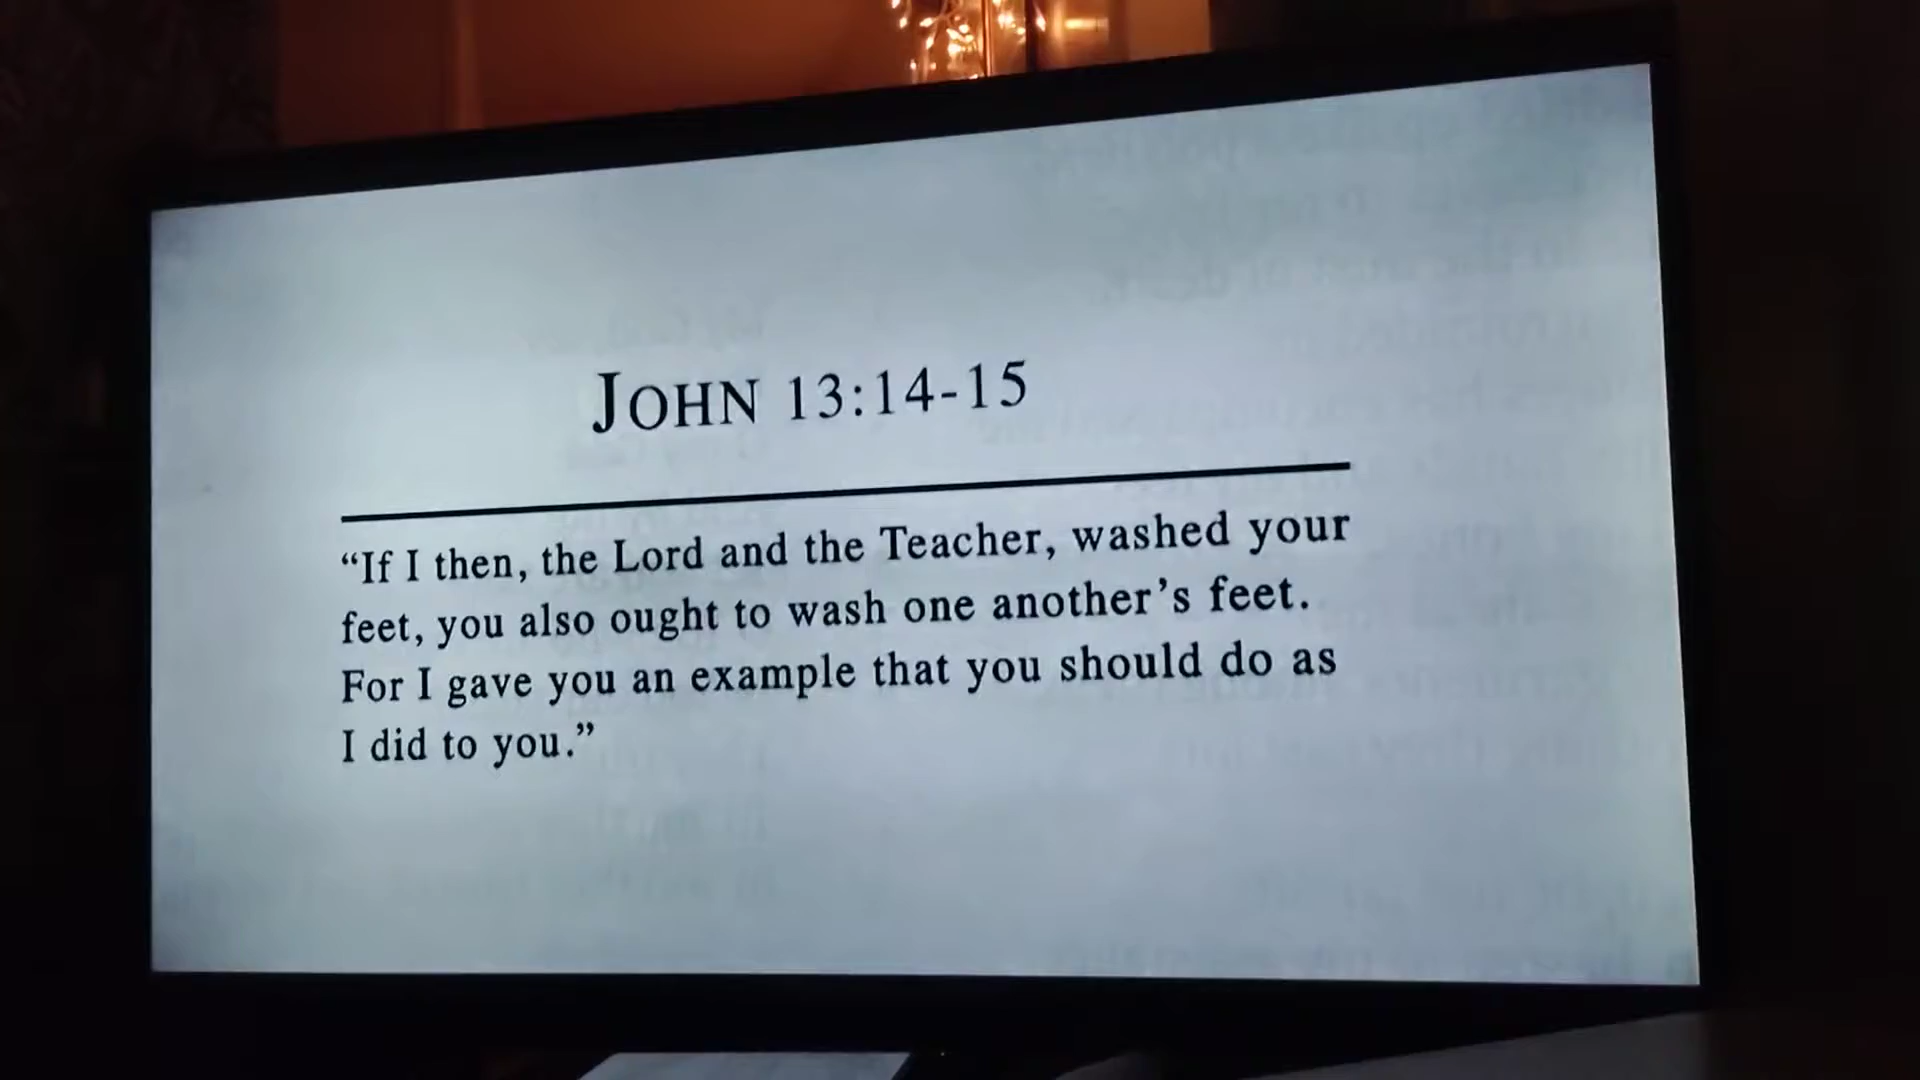 JOHN 13:14-15
“If I then, the Lord and the Teacher, washed your
feet, you also ought to wash one another’s feet.
For I gave you an example that you should do as
I did to you.”